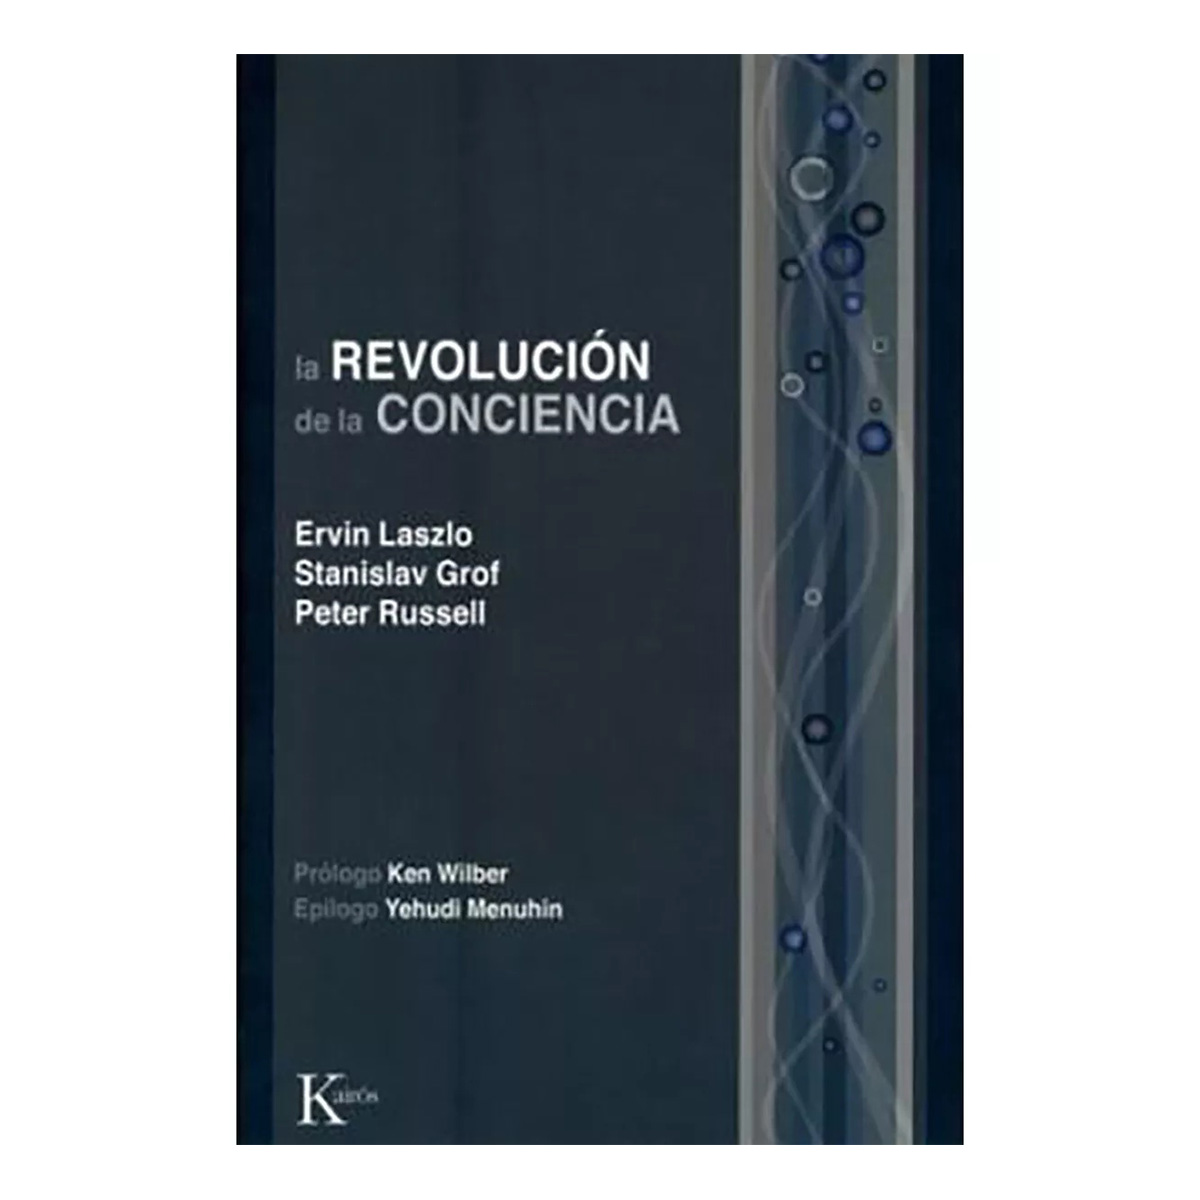 la REVOLUCIÓN
de la CONCIENCIA
Ervin Laszlo
Stanislav Grof
Peter Russell
Prólogo Ken Wilber
Epílogo Yehudi Menuhin
Kairós